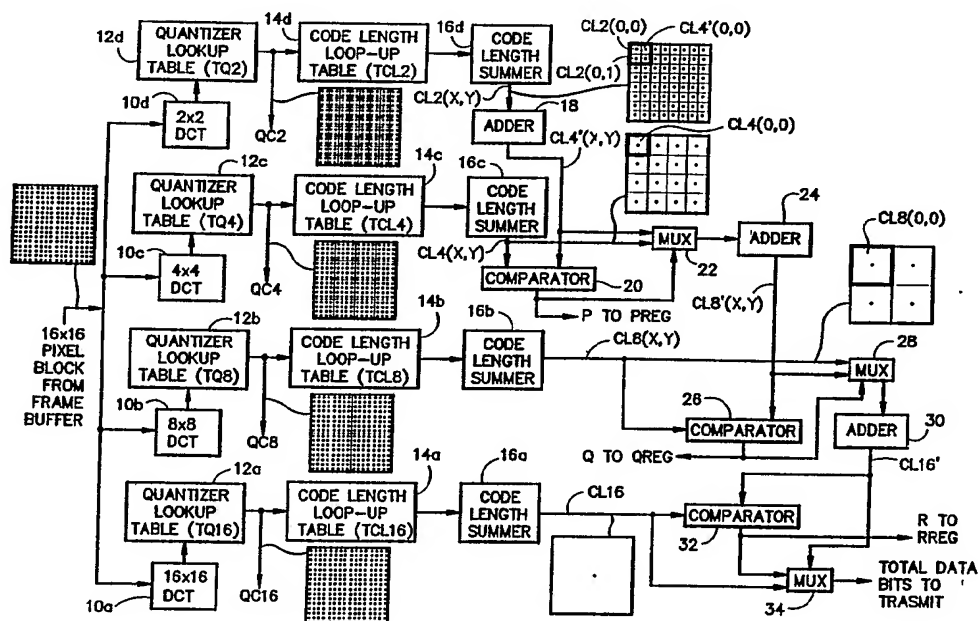 12d
QUANTIZER
LOOKUP
TABLE (TQ2)
14d
CODE LENGTH
LOOP-UP
TABLE (TCL2)
16d
CODE
LENGTH
SUMMER
CL2(0,0)
CL4'(0,0)
CL2(0,1)
CL2(X,Y)
10d
2x2
DCT
QC2
18
ADDER
CL4'(X,Y)
CL4(0,0)
12c
QUANTIZER
LOOKUP
TABLE (TQ4)
14c
CODE LENGTH
LOOP-UP
TABLE (TCL4)
16c
CODE
LENGTH
SUMMER
CL4(X,Y)
10c
4x4
DCT
QC4
COMPARATOR
20
P TO PREG
MUX
22
24
ADDER
CL8'(X,Y)
CL8(0,0)
16x16
PIXEL
BLOCK
FROM
FRAME
BUFFER
12b
QUANTIZER
LOOKUP
TABLE (TQ8)
14b
CODE LENGTH
LOOP-UP
TABLE (TCL8)
16b
CODE
LENGTH
SUMMER
CL8(X,Y)
28
MUX
10b
8x8
DCT
QC8
26
COMPARATOR
Q TO QREG
ADDER
30
CL16'
12a
QUANTIZER
LOOKUP
TABLE (TQ16)
14a
CODE LENGTH
LOOP-UP
TABLE (TCL16)
16a
CODE
LENGTH
SUMMER
CL16
COMPARATOR
32
R TO
RREG
10a
16x16
DCT
QC16
MUX
34
TOTAL DATA
BITS TO
TRASMIT